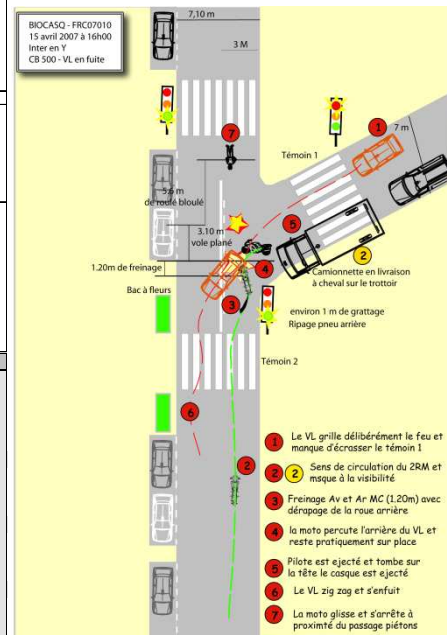 BIOCASQ - FRC07010
15 avril 2007 à 16h00
Inter en Y
CB 500 - VL en fuite
7,10 m
3 M
7
1
7 m
Témoin 1
5,6 m
de roulé bloulé
5
3.10 m
vole plané
2
1.20m de freinage
4
Camionnette en livraison
à cheval sur le trottoir
Bac à fleurs
3
environ 1 m de grattage
Ripage pneu arrière
Témoin 2
6
1 Le VL grille délibérément le feu et
manque d'écrasser le témoin 1
2
2 2 Sens de circulation du 2RM et
msque à la visibilité
3 Freinage Av et Ar MC (1,20m) avec
dérapage de la roue arrière
4 la moto percute l'arrière du VL et
reste pratiquement sur place
5 Pilote est ejecté et tombe sur
la tête le casque est ejecté
6 Le VL zig zag et s'enfuit
7 La moto glisse et s'arrête à
proximté du passage piétons